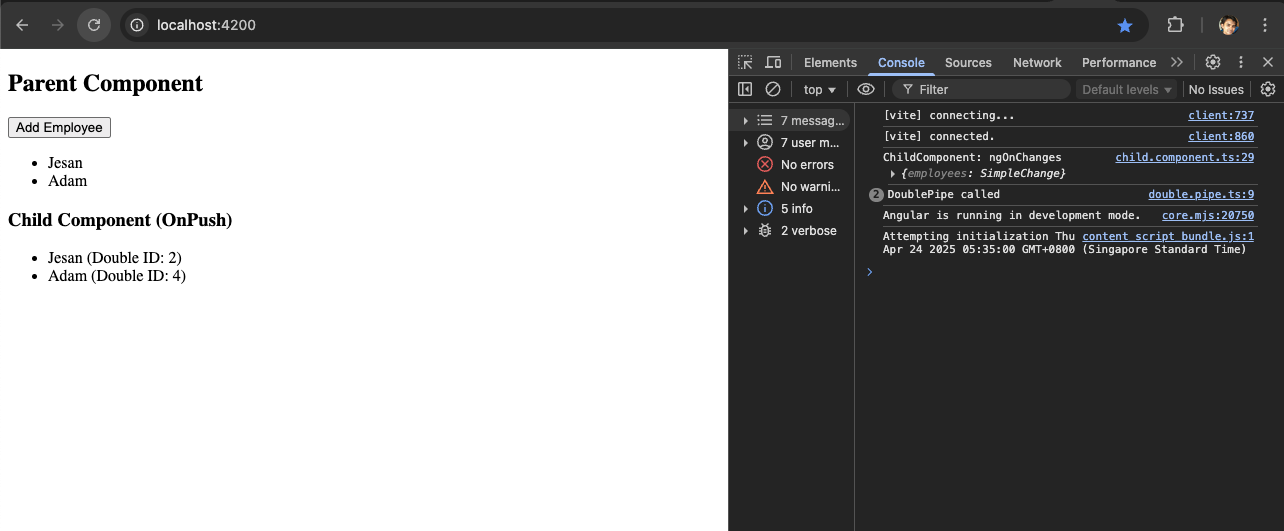 localhost:4200
Parent Component
Add Employee
Jesan
Adam
Child Component (OnPush)
Jesan (Double ID: 2)
Adam (Double ID: 4)
Elements Console Sources Network Performance
top Filter Default levels No Issues
7 messag...
7 user m...
No errors
No warni...
5 info
2 verbose
[vite] connecting... client:737
[vite] connected. client:860
ChildComponent: ngOnChanges child.component.ts:29
{employees: SimpleChange}
2 DoublePipe called double.pipe.ts:9
Angular is running in development mode. core.mjs:20750
Attempting initialization Thu content_script_bundle.js:1
Apr 24 2025 05:35:00 GMT+0800 (Singapore Standard Time)